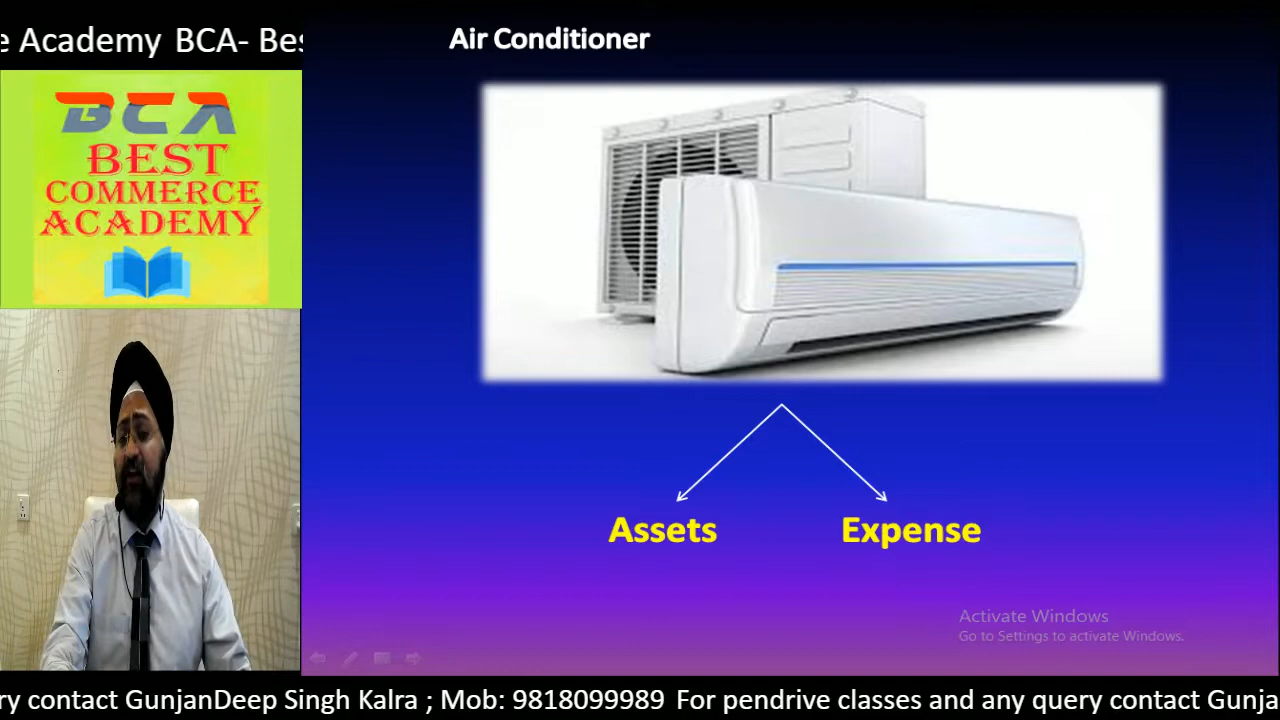 e Academy BCA- Bes
BCA
BEST
COMMERCE
ACADEMY
Air Conditioner
Assets
Expense
Activate Windows
Go to Settings to activate Windows.
ry contact GunjanDeep Singh Kalra ; Mob: 9818099989 For pendrive classes and any query contact Gunja